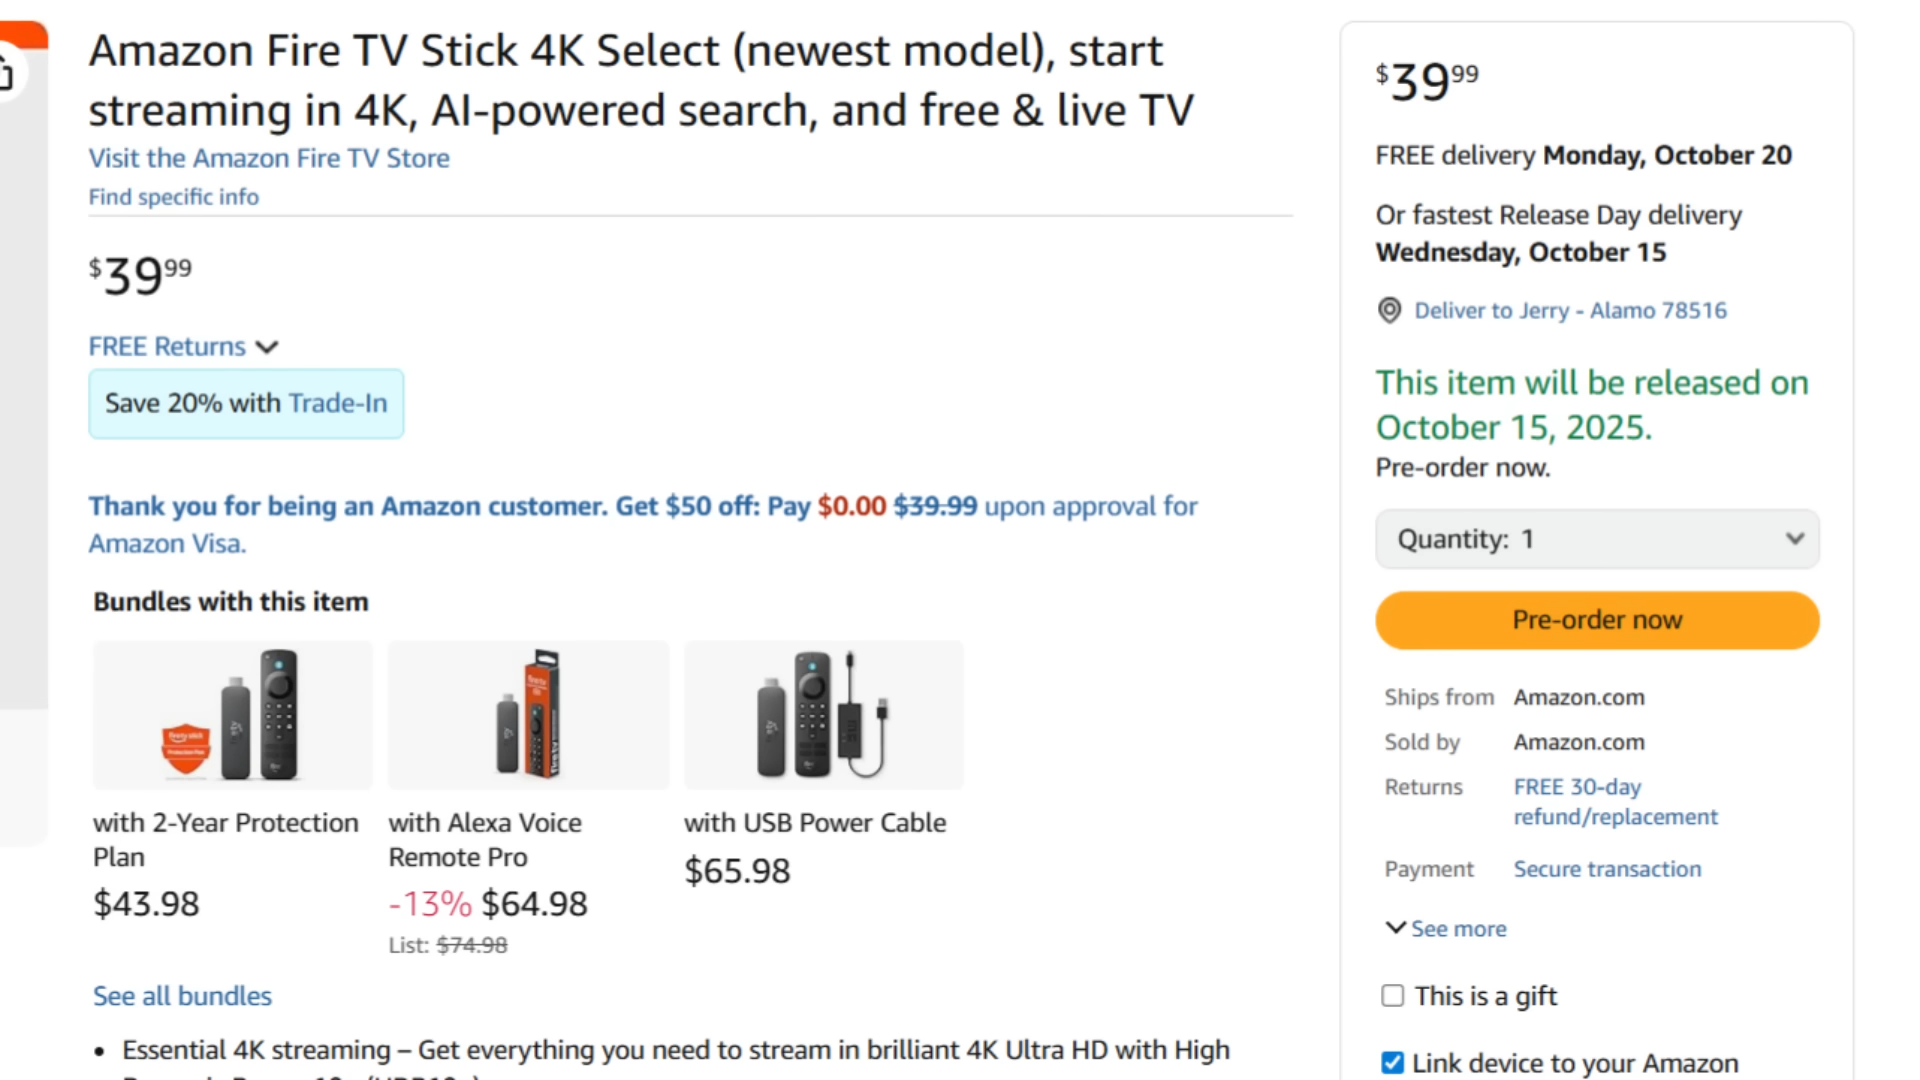 Amazon Fire TV Stick 4K Select (newest model), start
streaming in 4K, AI-powered search, and free & live TV
Visit the Amazon Fire TV Store
Find specific info
$39.99
FREE Returns
Save 20% with Trade-In
Thank you for being an Amazon customer. Get $50 off: Pay $0.00 $39.99 upon approval for
Amazon Visa.
Bundles with this item
with 2-Year Protection
Plan
$43.98
with Alexa Voice
Remote Pro
-13% $64.98
List: $74.98
with USB Power Cable
$65.98
See all bundles
• Essential 4K streaming – Get everything you need to stream in brilliant 4K Ultra HD with High
$39.99
FREE delivery Monday, October 20
Or fastest Release Day delivery
Wednesday, October 15
Deliver to Jerry - Alamo 78516
This item will be released on
October 15, 2025.
Pre-order now.
Quantity: 1
Pre-order now
Ships from Amazon.com
Sold by Amazon.com
Returns FREE 30-day
refund/replacement
Payment Secure transaction
See more
This is a gift
Link device to your Amazon